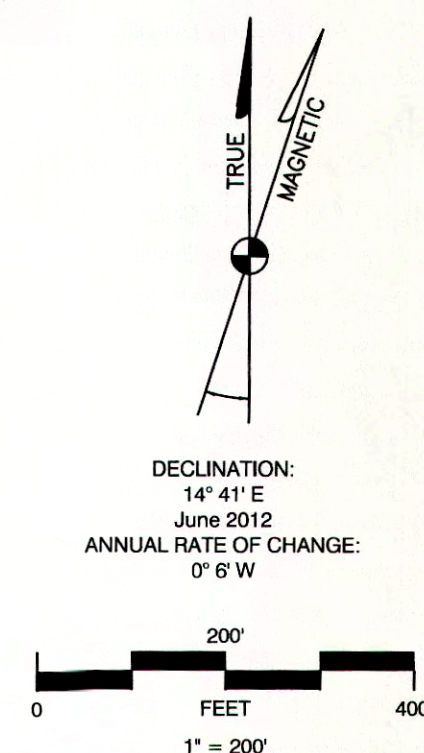 TRUE
MAGNETIC
DECLINATION:
14° 41' E
June 2012
ANNUAL RATE OF CHANGE:
0° 6' W
200'
0 FEET 400
1" = 200'